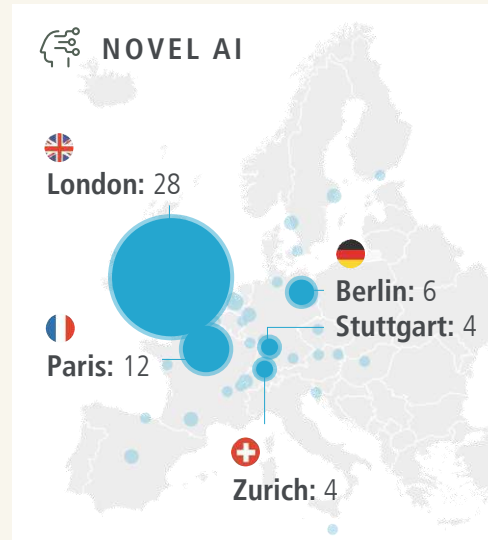 NOVEL AI
London: 28
Berlin: 6
Stuttgart: 4
Paris: 12
Zurich: 4